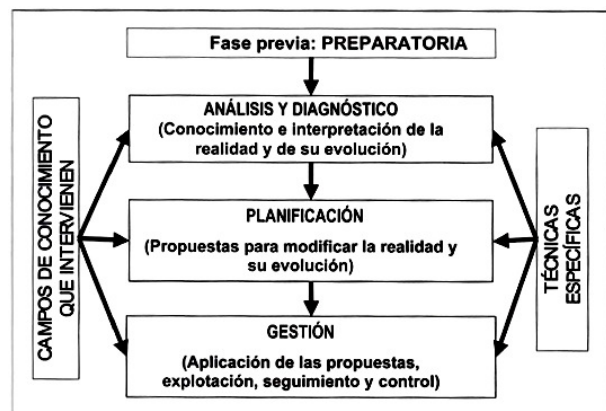 Fase previa: PREPARATORIA
ANÁLISIS Y DIAGNÓSTICO
(Conocimiento e interpretación de la
realidad y de su evolución)
PLANIFICACIÓN
(Propuestas para modificar la realidad y
su evolución)
GESTIÓN
(Aplicación de las propuestas,
explotación, seguimiento y control)
CAMPOS DE CONOCIMIENTO
QUE INTERVIENEN
TÉCNICAS
ESPECÍFICAS